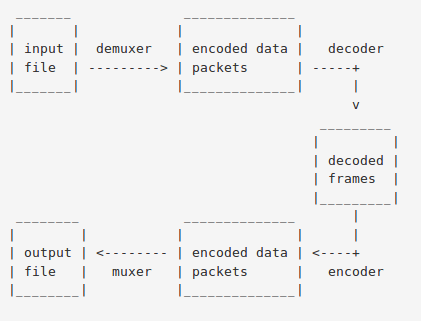 _______              ______________
|       |            |              |
| input |  demuxer   | encoded data |   decoder
| file  | ---------> | packets      | -----+
|_______|            |______________|      |
                                           v
                                       _________
                                      |         |
                                      | decoded |
                                      | frames  |
                                      |_________|
 ________             ______________       |
|        |           |              |      |
| output | <-------- | encoded data | <----+
| file   |   muxer   | packets      |   encoder
|________|           |______________|